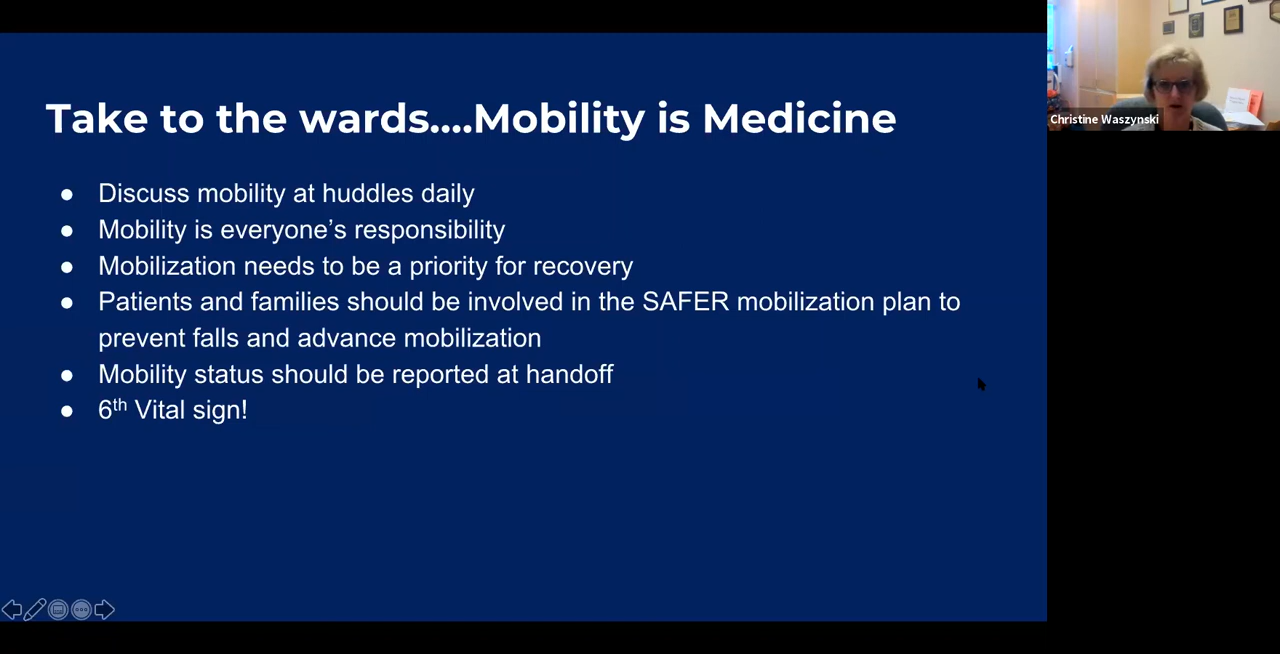 Take to the wards....Mobility is Medicine
● Discuss mobility at huddles daily
● Mobility is everyone’s responsibility
● Mobilization needs to be a priority for recovery
● Patients and families should be involved in the SAFER mobilization plan to
prevent falls and advance mobilization
● Mobility status should be reported at handoff
● 6th Vital sign!
Christine Waszynski